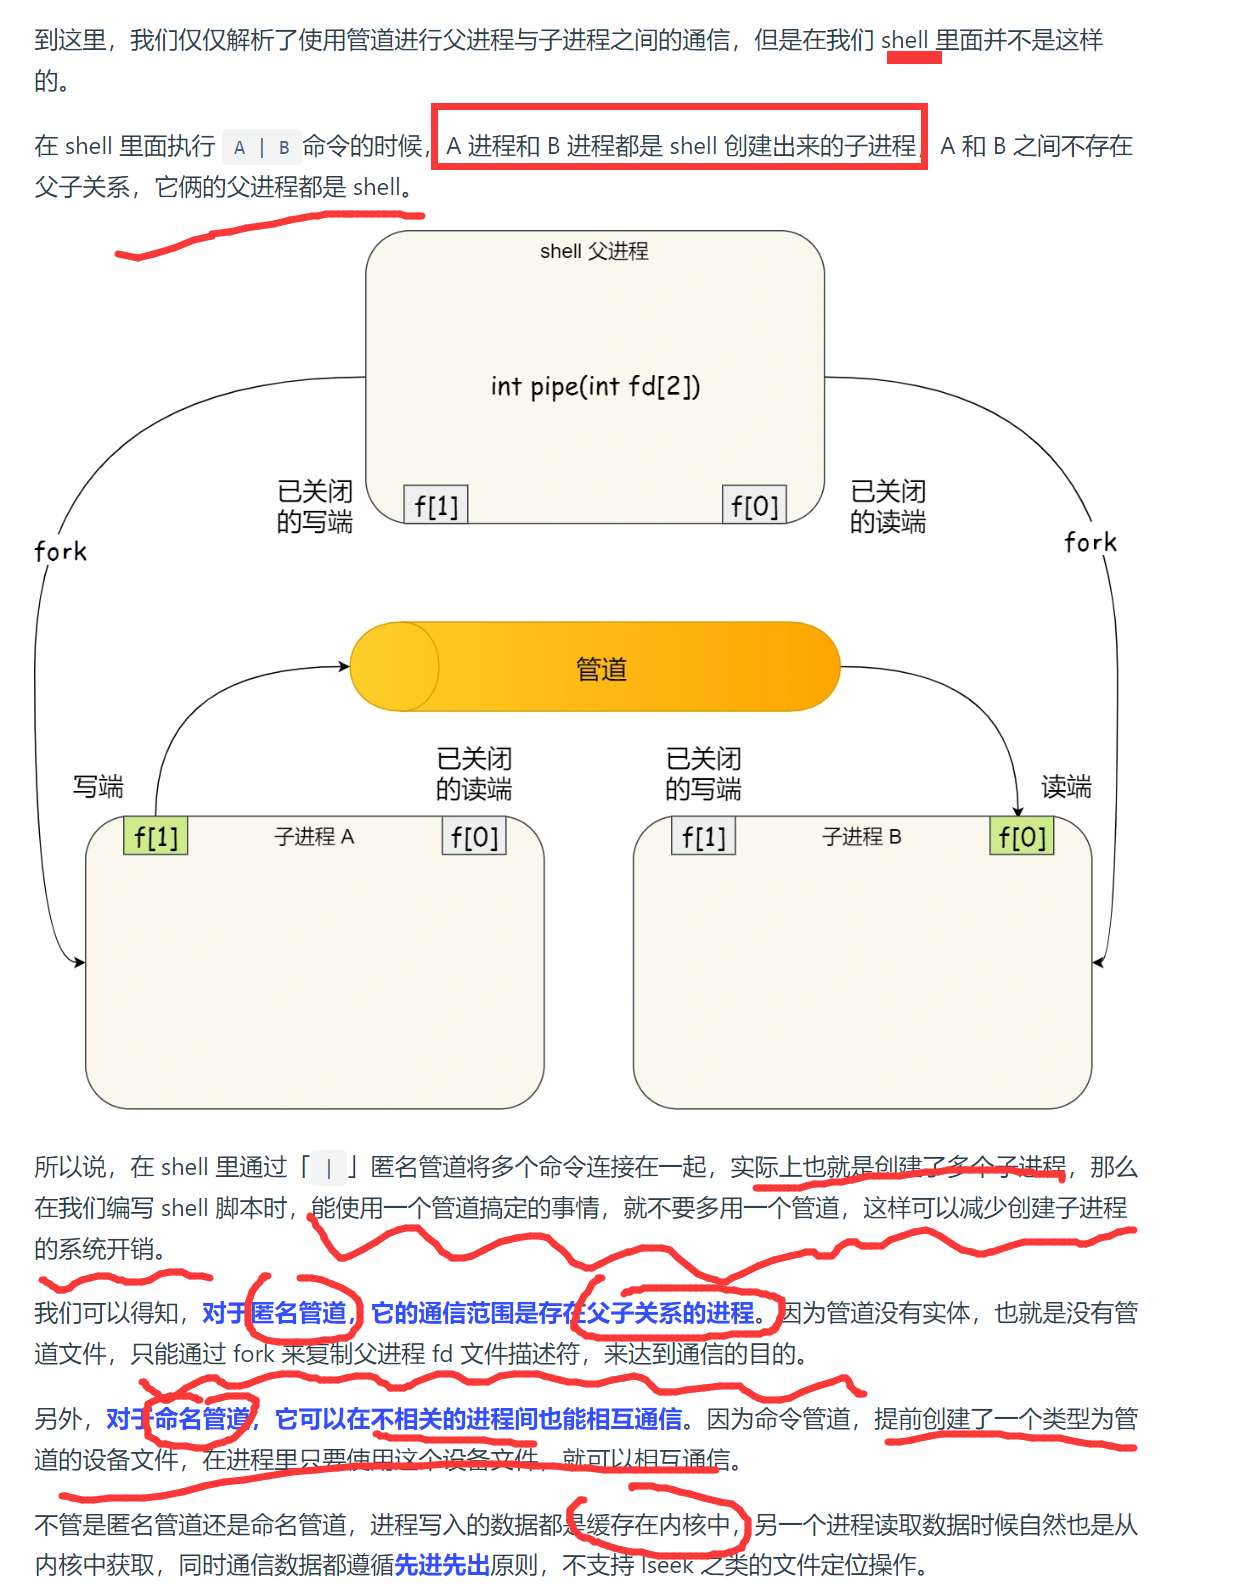 到这里，我们仅仅解析了使用管道进行父进程与子进程之间的通信，但是在我们 shell 里面并不是这样
的。
在 shell 里面执行 A | B 命令的时候，A 进程和 B 进程都是 shell 创建出来的子进程，A 和 B 之间不存在
父子关系，它俩的父进程都是 shell。
shell 父进程
int pipe(int fd[2])
已关闭
的写端
f[1]
f[0]
已关闭
的读端
fork
fork
管道
写端
已关闭
的读端
已关闭
的写端
读端
f[1]
子进程 A
f[0]
f[1]
子进程 B
f[0]
所以说，在 shell 里通过「 | 」匿名管道将多个命令连接在一起，实际上也就是创建了多个子进程，那么
在我们编写 shell 脚本时，能使用一个管道搞定的事情，就不要多用一个管道，这样可以减少创建子进程
的系统开销。
我们可以得知，对于匿名管道，它的通信范围是存在父子关系的进程。因为管道没有实体，也就是没有管
道文件，只能通过 fork 来复制父进程 fd 文件描述符，来达到通信的目的。
另外，对于命名管道，它可以在不相关的进程间也能相互通信。因为命令管道，提前创建了一个类型为管
道的设备文件，在进程里只要使用这个设备文件，就可以相互通信。
不管是匿名管道还是命名管道，进程写入的数据都是缓存在内核中，另一个进程读取数据时候自然也是从
内核中获取，同时通信数据都遵循先进先出原则，不支持 lseek 之类的文件定位操作。